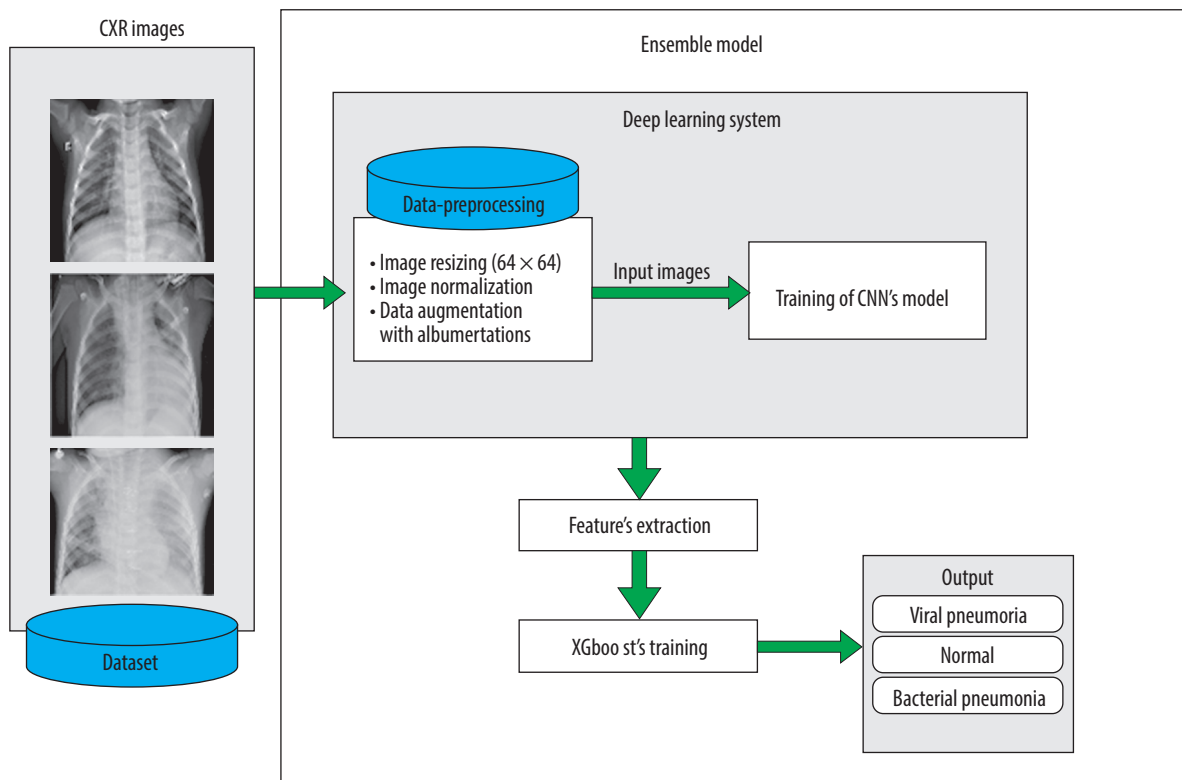 CXR images
Dataset
Ensemble model
Deep learning system
Data-preprocessing
• Image resizing (64 × 64)
• Image normalization
• Data augmentation
with albumertations
Input images
Training of CNN's model
Feature's extraction
XGboo st's training
Output
Viral pneumoria
Normal
Bacterial pneumonia